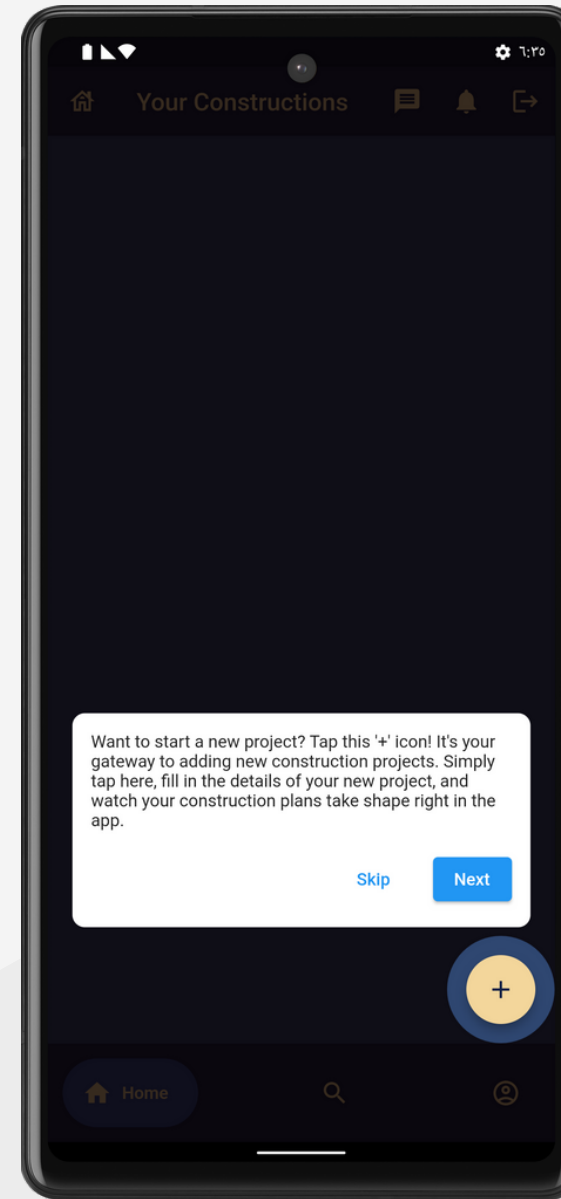 ٦:٣٥
Your Constructions
Want to start a new project? Tap this '+' icon! It's your
gateway to adding new construction projects. Simply
tap here, fill in the details of your new project, and
watch your construction plans take shape right in the
app.
Skip
Next
+
Home